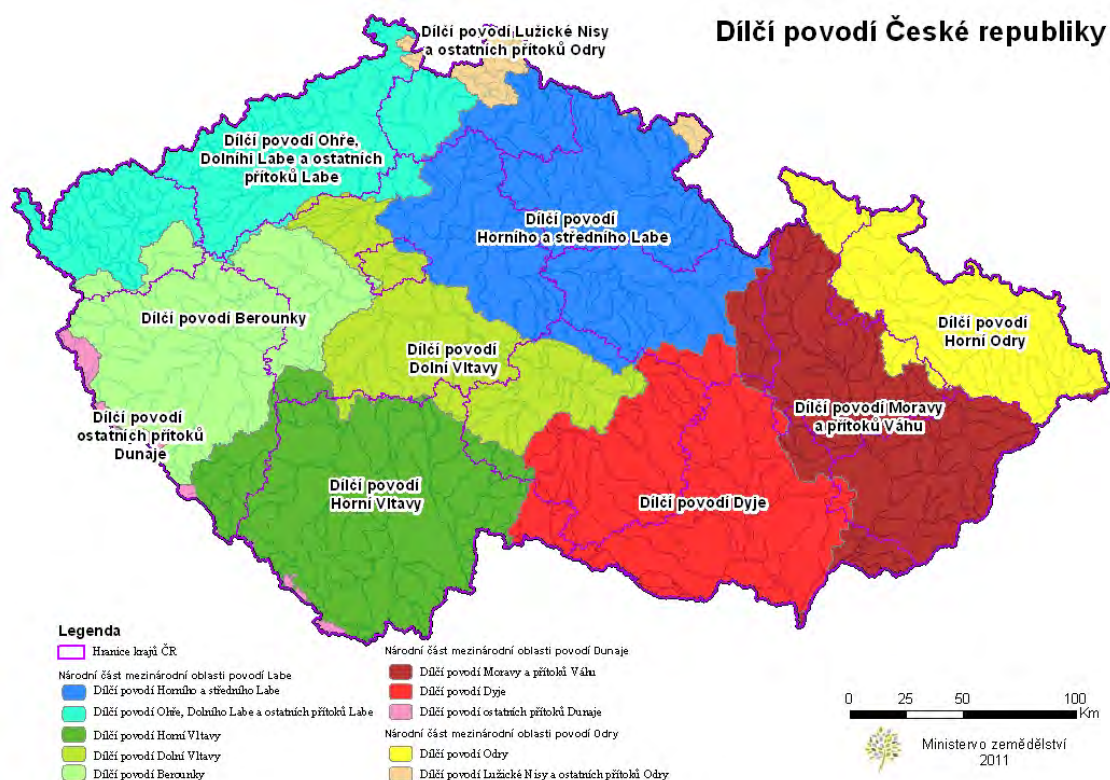 Dílčí povodí České republiky
Dílčí povodí Lužické Nisy
a ostatních přítoků Odry
Dílčí povodí Ohře,
Dolního Labe a ostatních
přítoků Labe
Dílčí povodí
Horního a středního Labe
Dílčí povodí Berounky
Dílčí povodí
Dolní Vltavy
Dílčí povodí
Horní Odry
Dílčí povodí Moravy
a přítoků Váhu
Dílčí povodí
ostatních přítoků
Dunaje
Dílčí povodí
Horní Vltavy
Dílčí povodí Dyje
Legenda
Hranice krajů ČR
Národní část mezinárodní oblasti povodí Labe
Dílčí povodí Horního a středního Labe
Dílčí povodí Ohře, Dolního Labe a ostatních přítoků Labe
Dílčí povodí Horní Vltavy
Dílčí povodí Dolní Vltavy
Dílčí povodí Berounky
Národní část mezinárodní oblasti povodí Dunaje
Dílčí povodí Moravy a přítoků Váhu
Dílčí povodí Dyje
Dílčí povodí ostatních přítoků Dunaje
Národní část mezinárodní oblasti povodí Odry
Dílčí povodí Odry
Dílčí povodí Lužické Nisy a ostatních přítoků Odry
0 25 50 100
Km
Ministerstvo zemědělství
2011